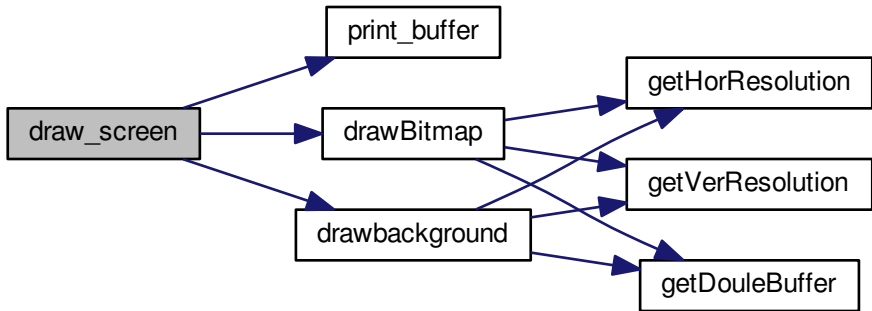 print_buffer
getHorResolution
draw_screen
drawBitmap
getVerResolution
drawbackground
getDouleBuffer